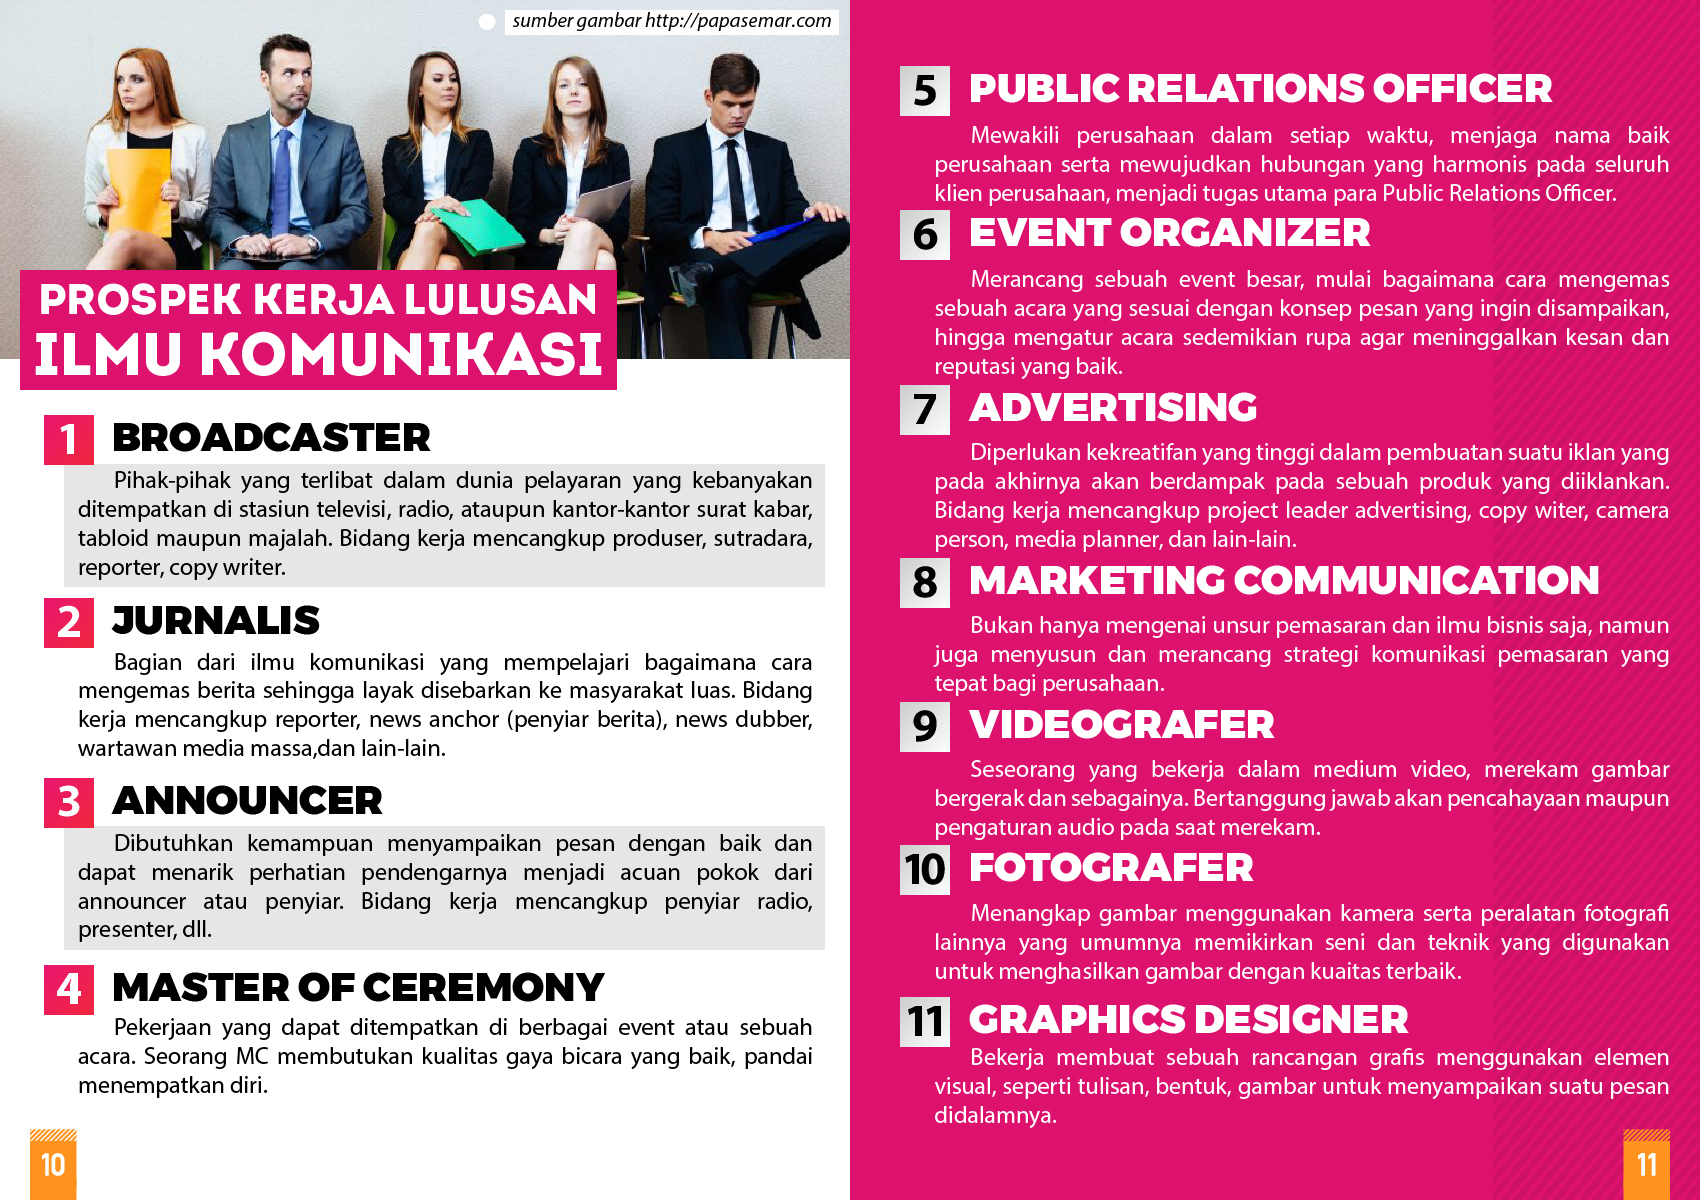 sumber gambar http://papasemar.com
PROSPEK KERJA LULUSAN
ILMU KOMUNIKASI
1 BROADCASTER
Pihak-pihak yang terlibat dalam dunia pelayaran yang kebanyakan
ditempatkan di stasiun televisi, radio, ataupun kantor-kantor surat kabar,
tabloid maupun majalah. Bidang kerja mencangkup produser, sutradara,
reporter, copy writer.
2 JURNALIS
Bagian dari ilmu komunikasi yang mempelajari bagaimana cara
mengemas berita sehingga layak disebarkan ke masyarakat luas. Bidang
kerja mencangkup reporter, news anchor (penyiar berita), news dubber,
wartawan media massa,dan lain-lain.
3 ANNOUNCER
Dibutuhkan kemampuan menyampaikan pesan dengan baik dan
dapat menarik perhatian pendengarnya menjadi acuan pokok dari
announcer atau penyiar. Bidang kerja mencangkup penyiar radio,
presenter, dll.
4 MASTER OF CEREMONY
Pekerjaan yang dapat ditempatkan di berbagai event atau sebuah
acara. Seorang MC membutukan kualitas gaya bicara yang baik, pandai
menempatkan diri.
10
5 PUBLIC RELATIONS OFFICER
Mewakili perusahaan dalam setiap waktu, menjaga nama baik
perusahaan serta mewujudkan hubungan yang harmonis pada seluruh
klien perusahaan, menjadi tugas utama para Public Relations Officer.
6 EVENT ORGANIZER
Merancang sebuah event besar, mulai bagaimana cara mengemas
sebuah acara yang sesuai dengan konsep pesan yang ingin disampaikan,
hingga mengatur acara sedemikian rupa agar meninggalkan kesan dan
reputasi yang baik.
7 ADVERTISING
Diperlukan kekreatifan yang tinggi dalam pembuatan suatu iklan yang
pada akhirnya akan berdampak pada sebuah produk yang diiklankan.
Bidang kerja mencangkup project leader advertising, copy witer, camera
person, media planner, dan lain-lain.
8 MARKETING COMMUNICATION
Bukan hanya mengenai unsur pemasaran dan ilmu bisnis saja, namun
juga menyusun dan merancang strategi komunikasi pemasaran yang
tepat bagi perusahaan.
9 VIDEOGRAFER
Seseorang yang bekerja dalam medium video, merekam gambar
bergerak dan sebagainya. Bertanggung jawab akan pencahayaan maupun
pengaturan audio pada saat merekam.
10 FOTOGRAFER
Menangkap gambar menggunakan kamera serta peralatan fotografi
lainnya yang umumnya memikirkan seni dan teknik yang digunakan
untuk menghasilkan gambar dengan kuaitas terbaik.
11 GRAPHICS DESIGNER
Bekerja membuat sebuah rancangan grafis menggunakan elemen
visual, seperti tulisan, bentuk, gambar untuk menyampaikan suatu pesan
didalamnya.
11